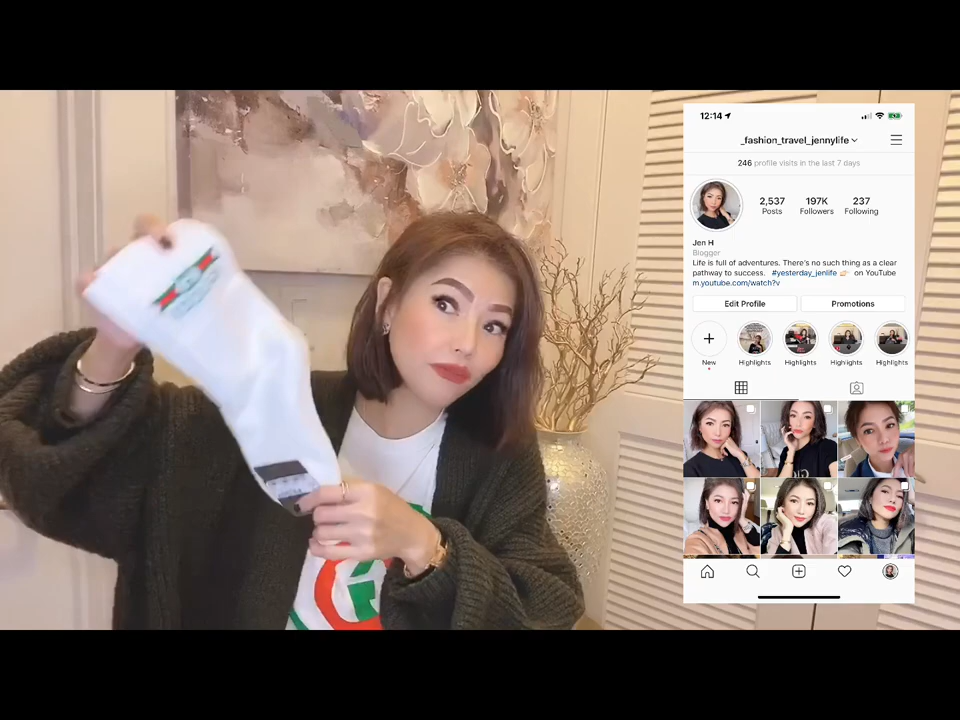 12:14
_fashion_travel_jennylife
246 profile visits in the last 7 days
2,537 197K 237
Posts Followers Following
Jen H
Blogger
Life is full of adventures. There's no such thing as a clear
pathway to success. #yesterday_jenlife 👉🏻 on YouTube
m.youtube.com/watch?v
Edit Profile Promotions
New Highlights Highlights Highlights Highlights
G